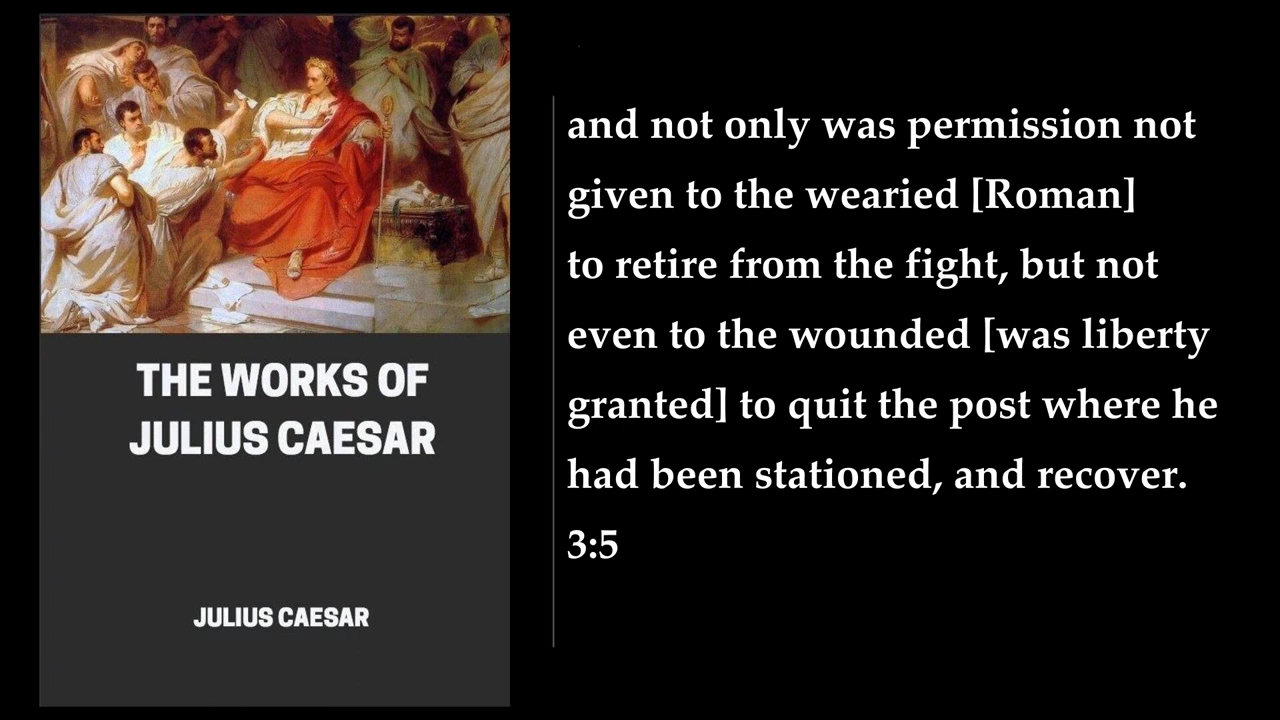 THE WORKS OF
JULIUS CAESAR
JULIUS CAESAR
and not only was permission not
given to the wearied [Roman]
to retire from the fight, but not
even to the wounded [was liberty
granted] to quit the post where he
had been stationed, and recover.
3:5